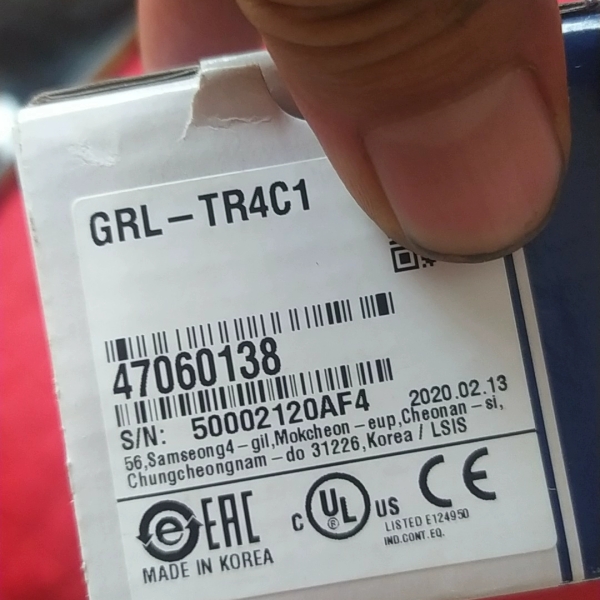 GRL-TR4C1
47060138
S/N: 50002120AF4 2020.02.13
56,Samseong4-gil,Mokcheon-eup,Cheonan-si,
Chungcheongnam-do 31226,Korea / LSIS
e EAC C UL ® US CE
LISTED E124950
IND.CONT.EQ.
MADE IN KOREA